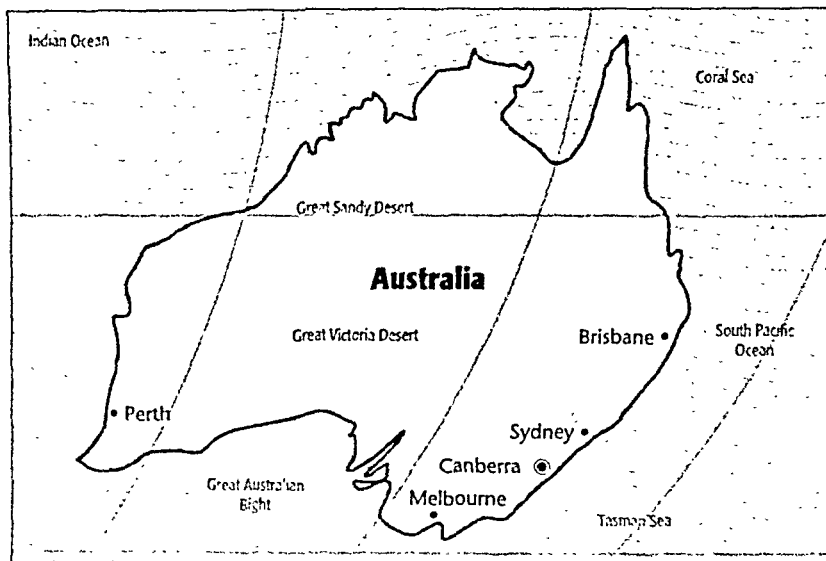 Indian Ocean
Coral Sea
Great Sandy Desert
Australia
Great Victoria Desert
Brisbane
South Pacific
Ocean
Perth
Sydney
Canberra
Great Australian
Bight
Melbourne
Tasman Sea